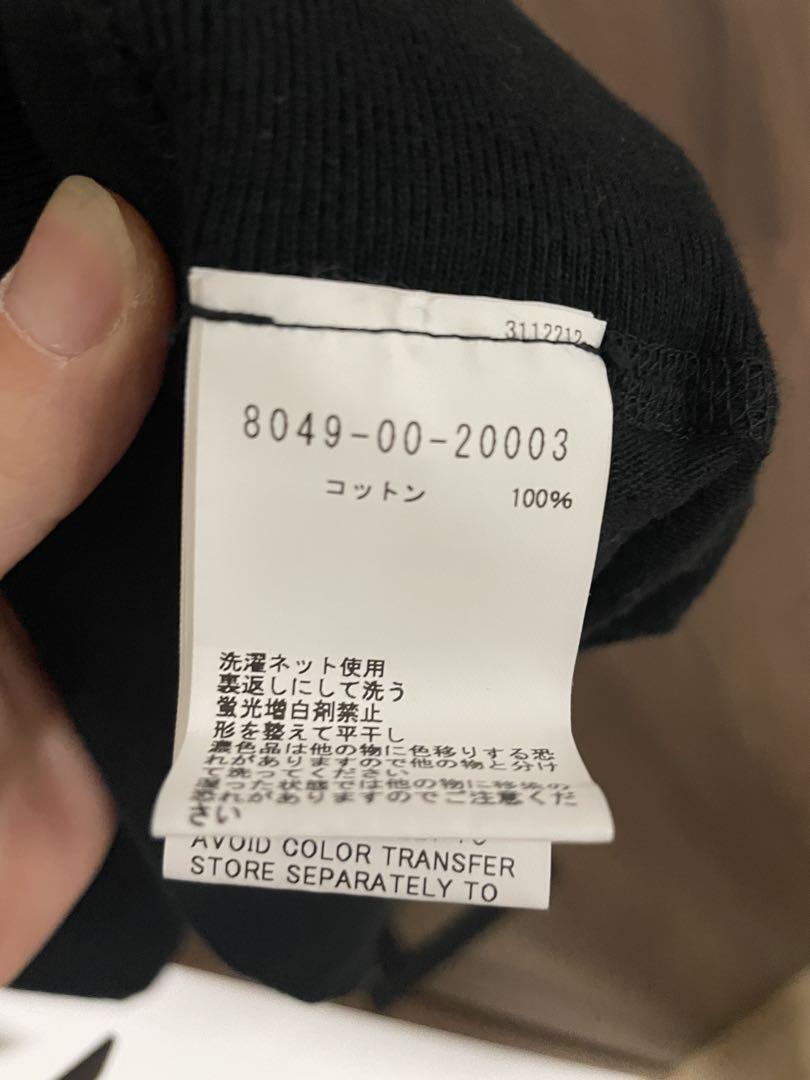 3112212
8049-00-20003
コットン 100%
洗濯ネット使用
裏返しにして洗う
蛍光増白剤禁止
形を整えて平干し
濃色品は他の物に色移りする恐
れがありますので他の物と分け
て洗ってください
湿った状態では他の物に移染の
恐れがありますのでご注意くだ
さい
AVOID COLOR TRANSFER
STORE SEPARATELY TO